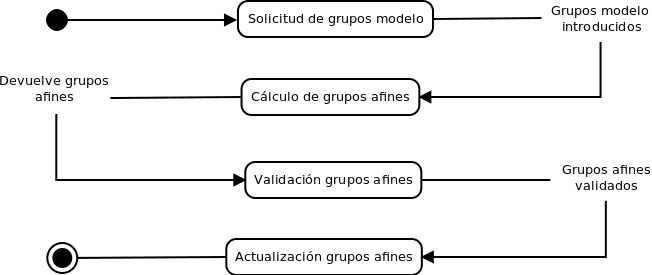 Solicitud de grupos modelo
Grupos modelo
introducidos
Cálculo de grupos afines
Devuelve grupos
afines
Validación grupos afines
Grupos afines
validados
Actualización grupos afines